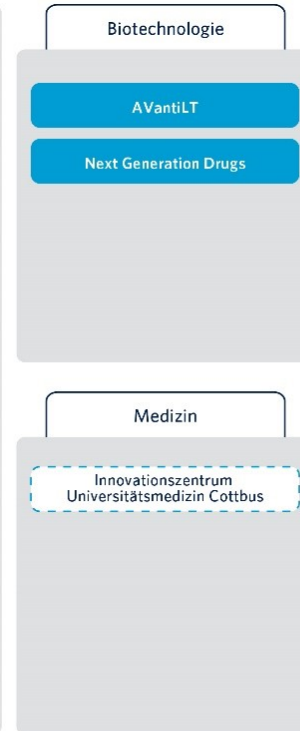 Biotechnologie
AVantiLT
Next Generation Drugs
Medizin
Innovationszentrum
Universitätsmedizin Cottbus